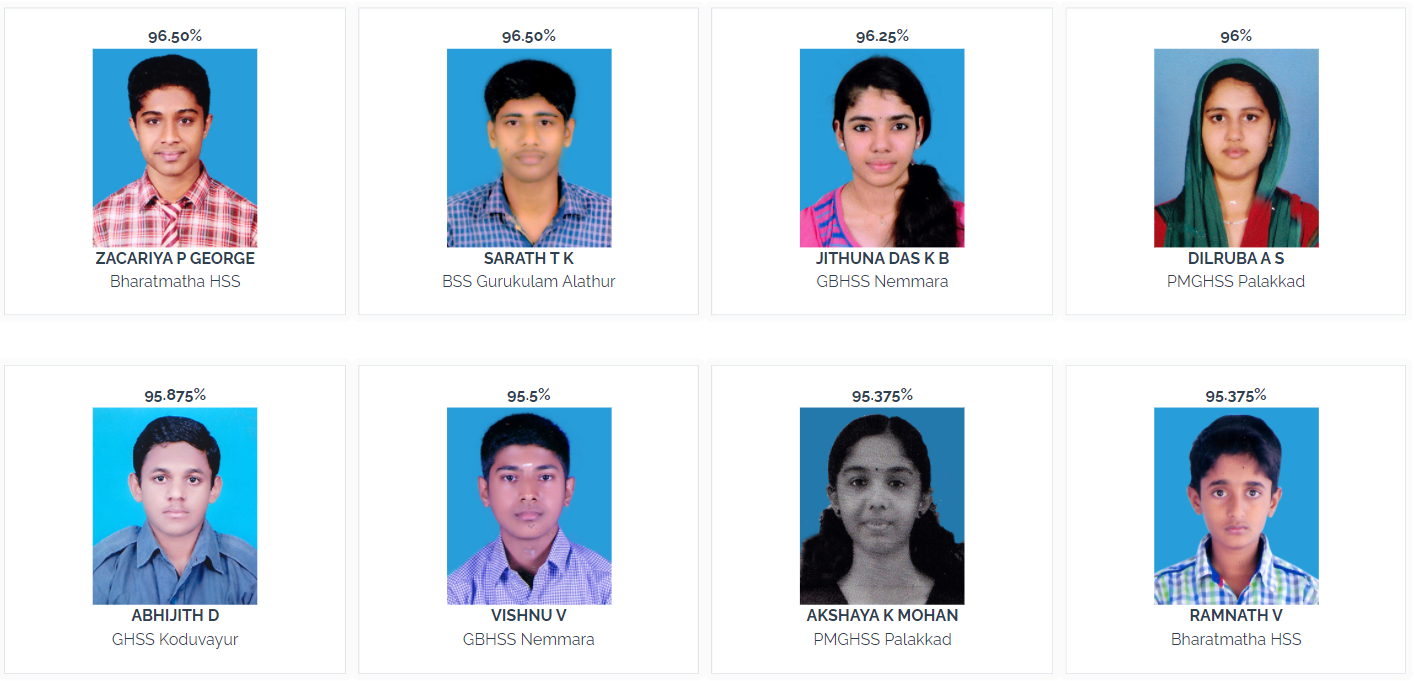 96.50%
ZACARIYA P GEORGE
Bharatmatha HSS
96.50%
SARATH T K
BSS Gurukulam Alathur
96.25%
JITHUNA DAS K B
GBHSS Nemmara
96%
DILRUBA A S
PMGHSS Palakkad
95.875%
ABHIJITH D
GHSS Koduvayur
95.5%
VISHNU V
GBHSS Nemmara
95.375%
AKSHAYA K MOHAN
PMGHSS Palakkad
95.375%
RAMNATH V
Bharatmatha HSS